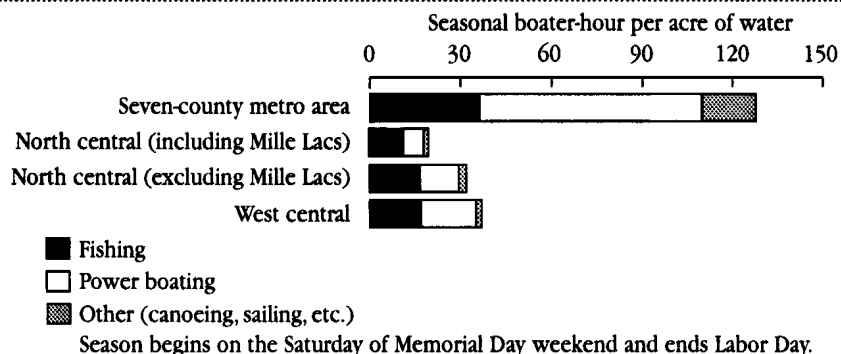 Seasonal boater-hour per acre of water
0 30 60 90 120 150
Seven-county metro area
North central (including Mille Lacs)
North central (excluding Mille Lacs)
West central
Fishing
Power boating
Other (canoeing, sailing, etc.)
Season begins on the Saturday of Memorial Day weekend and ends Labor Day.